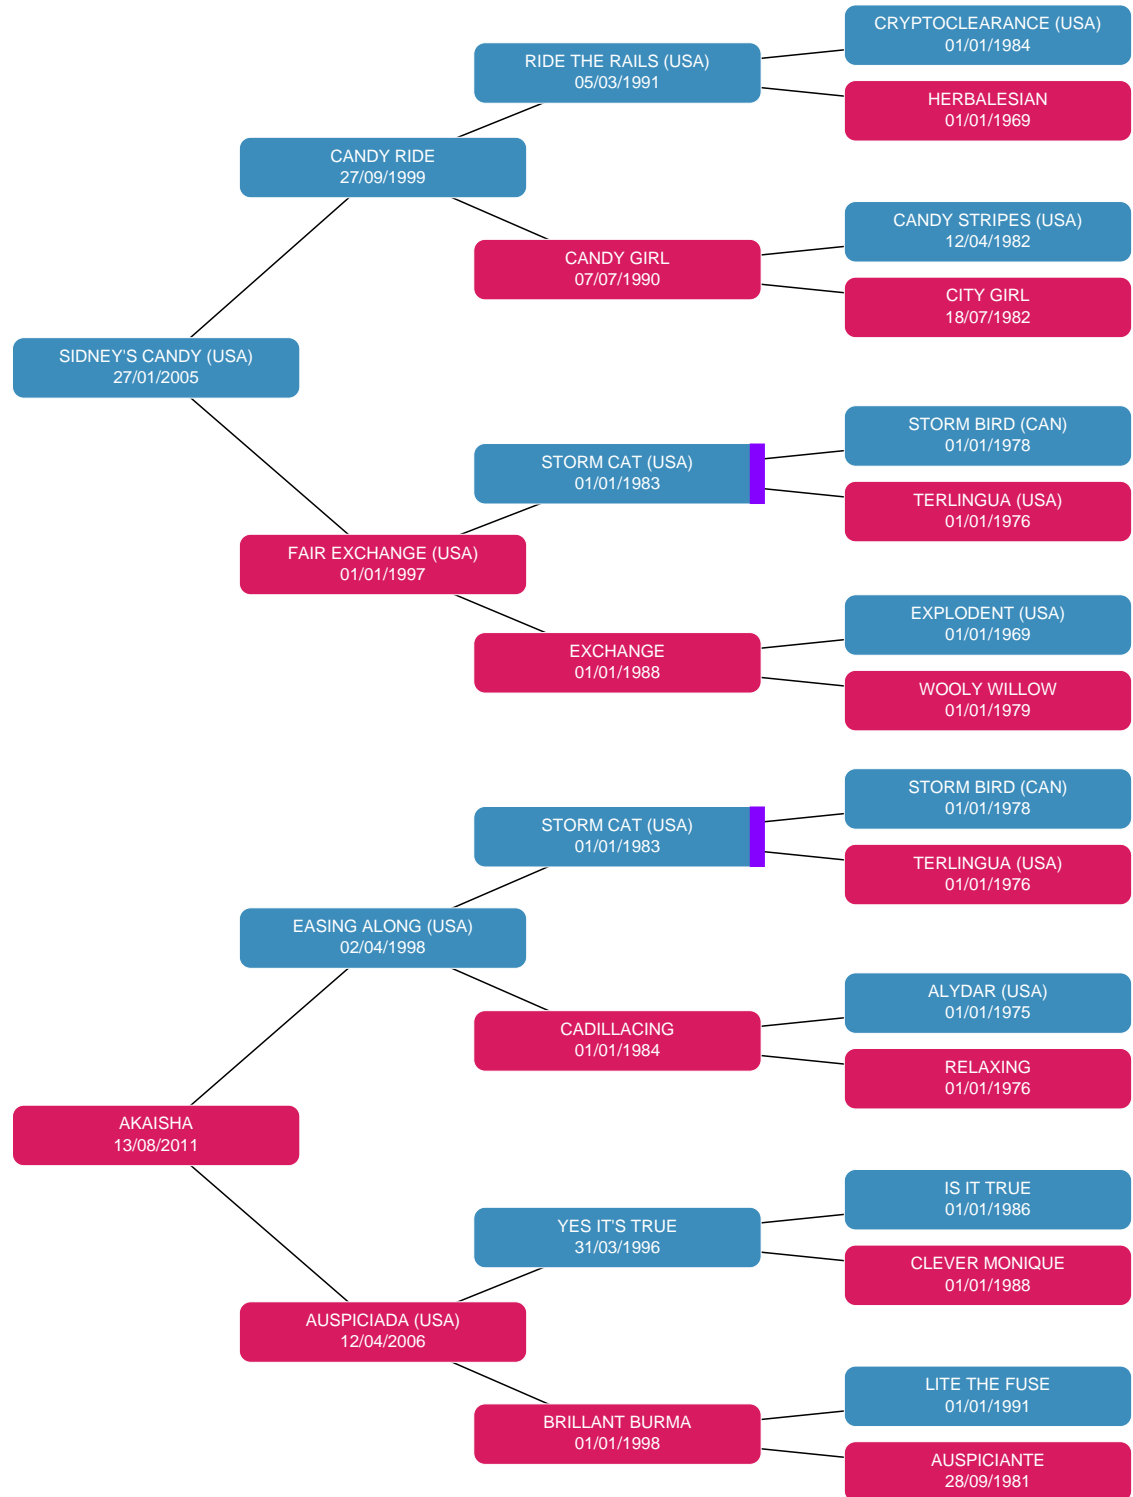 CRYPTOCLEARANCE (USA)
01/01/1984
RIDE THE RAILS (USA)
05/03/1991
HERBALESIAN
01/01/1969
CANDY RIDE
27/09/1999
CANDY STRIPES (USA)
12/04/1982
CANDY GIRL
07/07/1990
CITY GIRL
18/07/1982
SIDNEY'S CANDY (USA)
27/01/2005
STORM BIRD (CAN)
01/01/1978
STORM CAT (USA)
01/01/1983
TERLINGUA (USA)
01/01/1976
FAIR EXCHANGE (USA)
01/01/1997
EXPLODENT (USA)
01/01/1969
EXCHANGE
01/01/1988
WOOLY WILLOW
01/01/1979
STORM BIRD (CAN)
01/01/1978
STORM CAT (USA)
01/01/1983
TERLINGUA (USA)
01/01/1976
EASING ALONG (USA)
02/04/1998
ALYDAR (USA)
01/01/1975
CADILLACING
01/01/1984
RELAXING
01/01/1976
AKAISHA
13/08/2011
IS IT TRUE
01/01/1986
YES IT'S TRUE
31/03/1996
CLEVER MONIQUE
01/01/1988
AUSPICIADA (USA)
12/04/2006
LITE THE FUSE
01/01/1991
BRILLANT BURMA
01/01/1998
AUSPICIANTE
28/09/1981